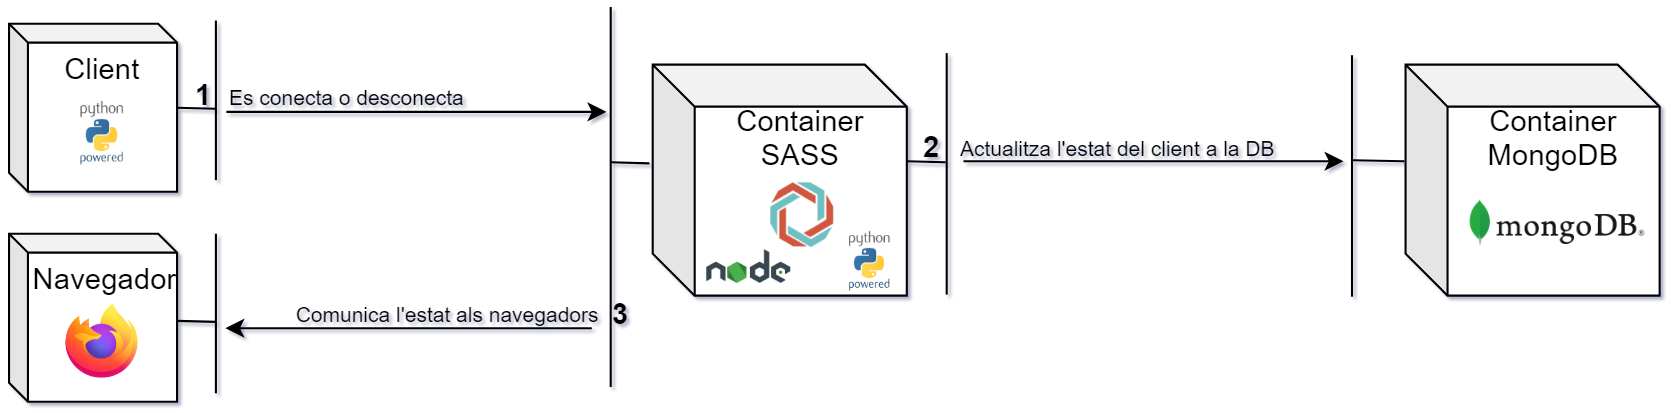 Client
python
powered
1
Es conecta o desconecta
Container
SASS
node
python
powered
2
Actualitza l'estat del client a la DB
Container
MongoDB
mongoDB®
Navegador
Comunica l'estat als navegadors
3